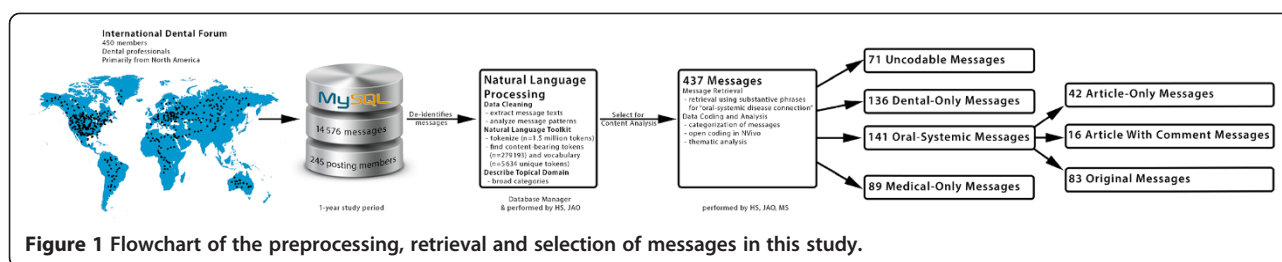 International Dental Forum
450 members
Dental professionals
Primarily from North America
MySQL
14 576 messages
245 posting members
1-year study period
De-identifies
messages
Natural Language
Processing
Data Cleaning
- extract message texts
- analyze message patterns
Natural Language Toolkit
- tokenize (n=1.5 million tokens)
- find content-bearing tokens
(n=279193) and vocabulary
(n=5634 unique tokens)
Describe Topical Domain
- broad categories
Database Manager
& performed by HS, JAO
Select for
Content Analysis
437 Messages
Message Retrieval
- retrieval using substantive phrases
for "oral-systemic disease connection"
Data Coding and Analysis
- categorization of messages
- open coding in NVivo
- thematic analysis
performed by HS, JAO, MS
71 Uncodable Messages
136 Dental-Only Messages
141 Oral-Systemic Messages
89 Medical-Only Messages
42 Article-Only Messages
16 Article With Comment Messages
83 Original Messages
Figure 1 Flowchart of the preprocessing, retrieval and selection of messages in this study.